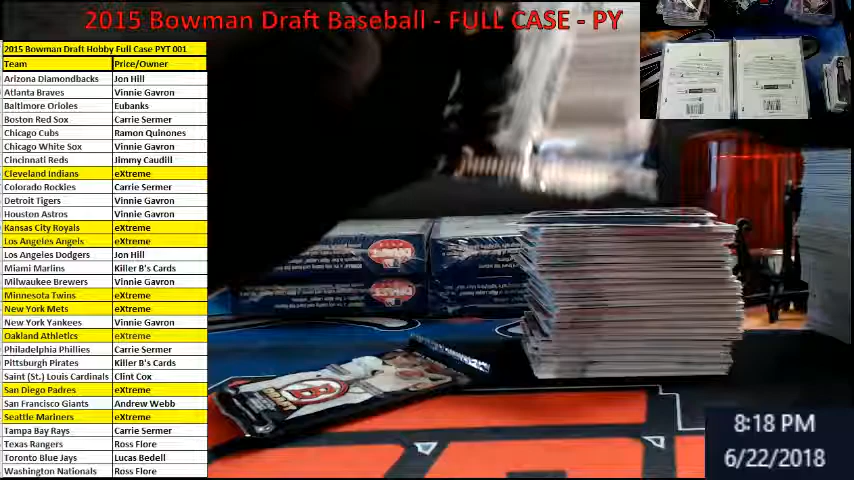 2015 Bowman Draft Baseball - FULL CASE - PY
2015 Bowman Draft Hobby Full Case PYT 001
Team Price/Owner
Arizona Diamondbacks Jon Hill
Atlanta Braves Vinnie Gavron
Baltimore Orioles Eubanks
Boston Red Sox Carrie Sermer
Chicago Cubs Ramon Quinones
Chicago White Sox Vinnie Gavron
Cincinnati Reds Jimmy Caudill
Cleveland Indians eXtreme
Colorado Rockies Carrie Sermer
Detroit Tigers Vinnie Gavron
Houston Astros Vinnie Gavron
Kansas City Royals eXtreme
Los Angeles Angels eXtreme
Los Angeles Dodgers Jon Hill
Miami Marlins Killer B's Cards
Milwaukee Brewers Vinnie Gavron
Minnesota Twins eXtreme
New York Mets eXtreme
New York Yankees Vinnie Gavron
Oakland Athletics eXtreme
Philadelphia Phillies Carrie Sermer
Pittsburgh Pirates Killer B's Cards
Saint (St.) Louis Cardinals Clint Cox
San Diego Padres eXtreme
San Francisco Giants Andrew Webb
Seattle Mariners eXtreme
Tampa Bay Rays Carrie Sermer
Texas Rangers Ross Flore
Toronto Blue Jays Lucas Bedell
Washington Nationals Ross Flore
DRAFT
DRAFT
8:18 PM
6/22/2018